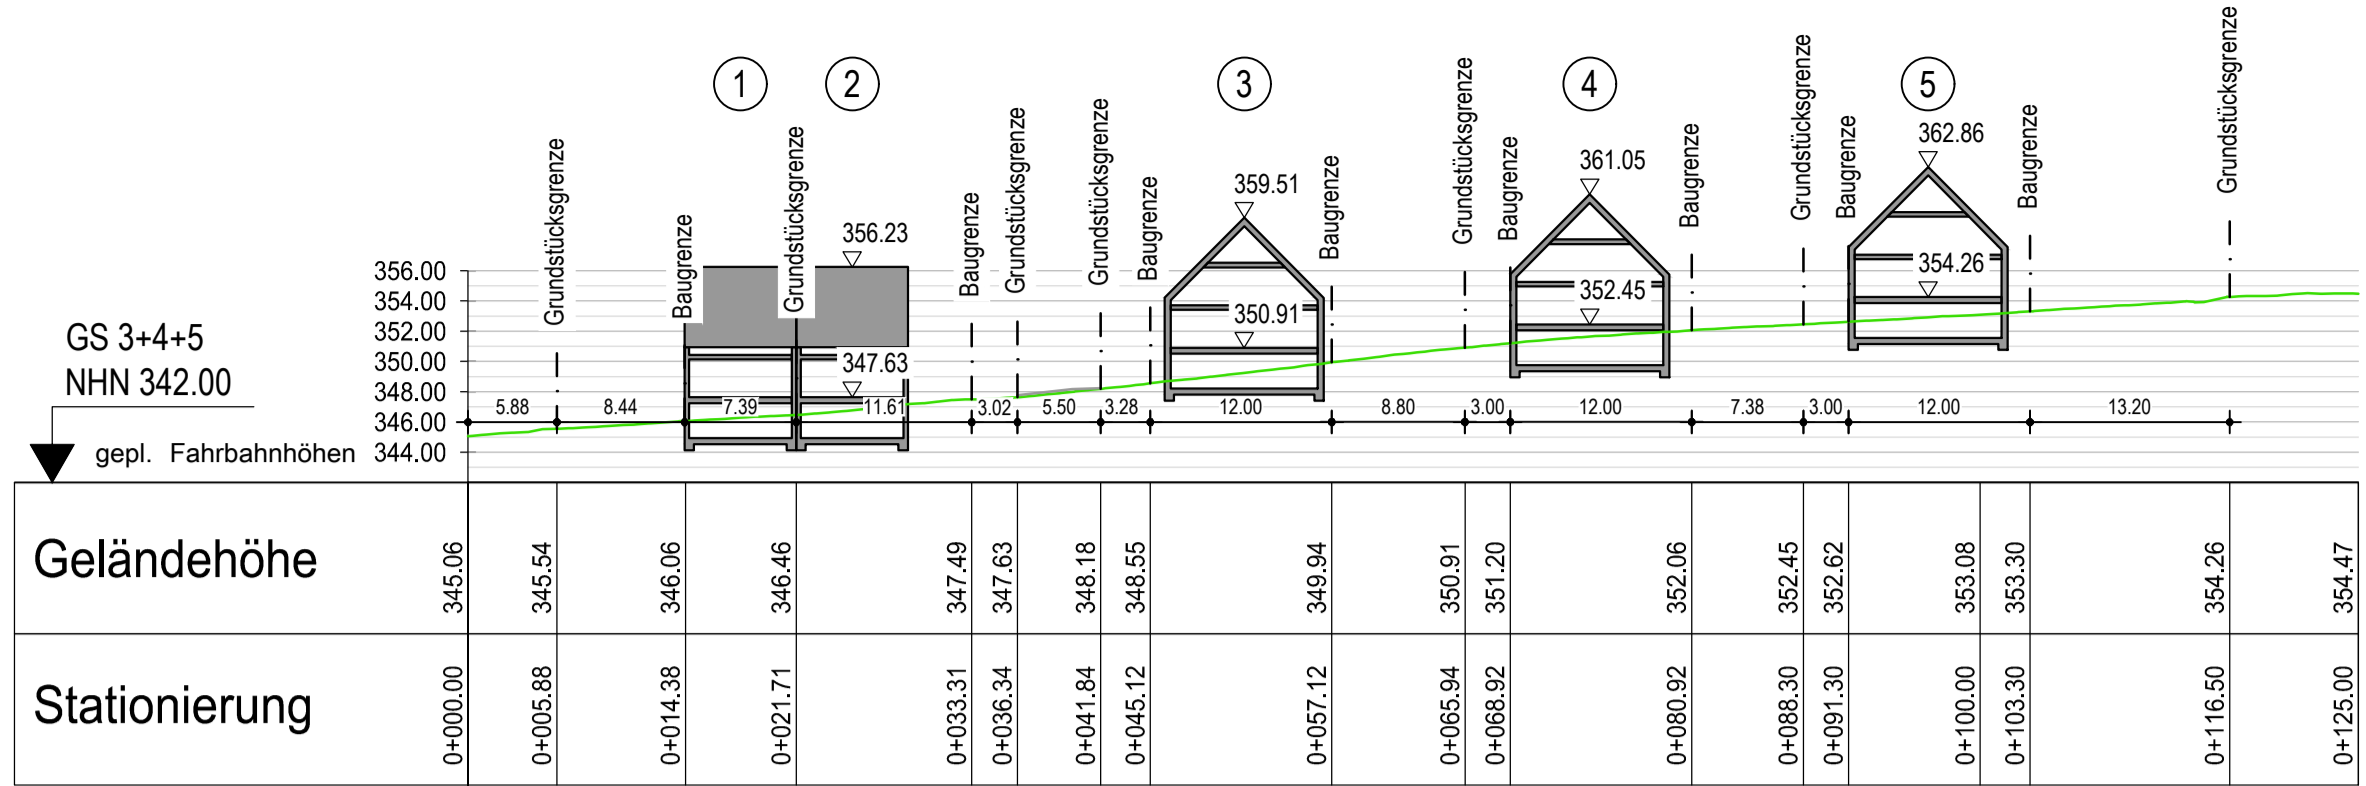 1
2
3
4
5
Grundstücksgrenze
Baugrenze
Grundstücksgrenze
Baugrenze
Grundstücksgrenze
Grundstücksgrenze
Baugrenze
Baugrenze
Grundstücksgrenze
Baugrenze
Baugrenze
Grundstücksgrenze
Baugrenze
Baugrenze
Grundstücksgrenze
356.23
347.63
359.51
350.91
361.05
352.45
362.86
354.26
356.00
354.00
352.00
350.00
348.00
346.00
344.00
GS 3+4+5
NHN 342.00
gepl. Fahrbahnhöhen
5.88 8.44 7.39 11.61 3.02 5.50 3.28 12.00 8.80 3.00 12.00 7.38 3.00 12.00 13.20
Geländehöhe
345.06
345.54
346.06
346.46
347.49
347.63
348.18
348.55
349.94
350.91
351.20
352.06
352.45
352.62
353.08
353.30
354.26
354.47
Stationierung
0+000.00
0+005.88
0+014.38
0+021.71
0+033.31
0+036.34
0+041.84
0+045.12
0+057.12
0+065.94
0+068.92
0+080.92
0+088.30
0+091.30
0+100.00
0+103.30
0+116.50
0+125.00